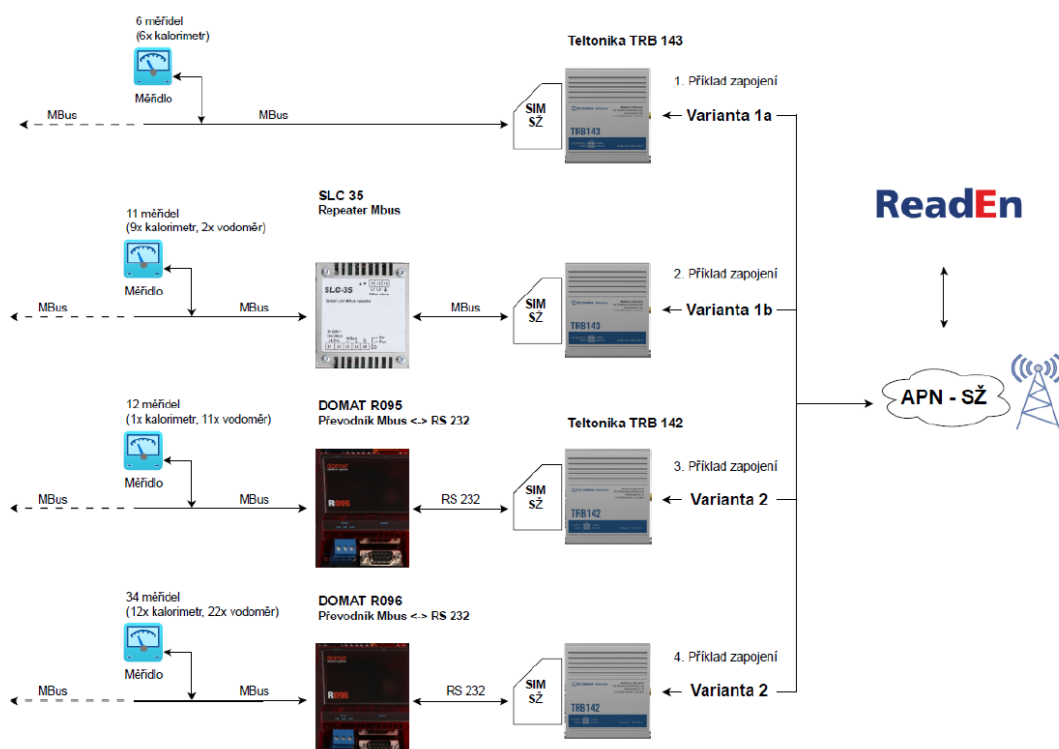 6 měřidel
(6x kalorimetr)
Měřidlo
MBus
MBus
Teltonika TRB 143
SIM
SŽ
TRB143
1. Příklad zapojení
Varianta 1a
11 měřidel
(9x kalorimetr, 2x vodoměr)
Měřidlo
MBus
MBus
SLC 35
Repeater Mbus
SLC-35
MBus
SIM
SŽ
TRB143
2. Příklad zapojení
Varianta 1b
ReadEn
APN - SŽ
12 měřidel
(1x kalorimetr, 11x vodoměr)
Měřidlo
MBus
MBus
DOMAT R095
Převodník Mbus <-> RS 232
domat
R095
RS 232
Teltonika TRB 142
SIM
SŽ
TRB142
3. Příklad zapojení
Varianta 2
34 měřidel
(12x kalorimetr, 22x vodoměr)
Měřidlo
MBus
MBus
DOMAT R096
Převodník Mbus <-> RS 232
domat
RS 232
SIM
SŽ
TRB142
4. Příklad zapojení
Varianta 2